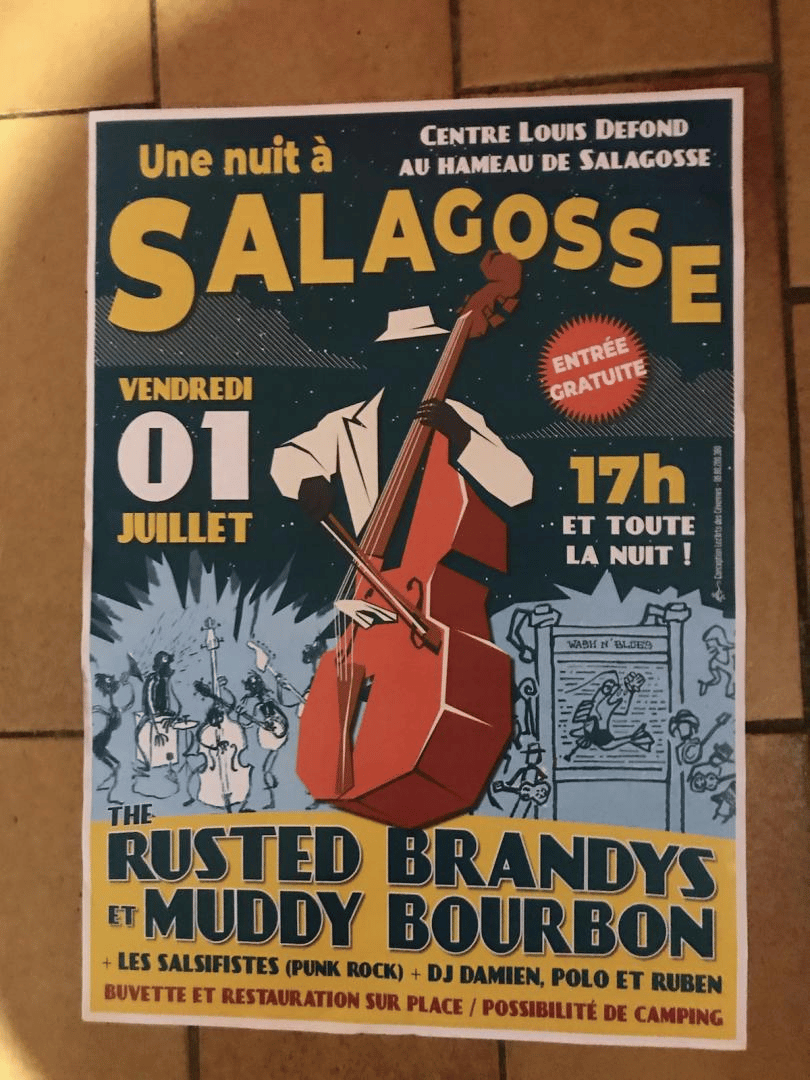 Une nuit à
CENTRE LOUIS DEFOND
AU HAMEAU DE SALAGOSSE
SALAGOSSE
ENTRÉE
GRATUITE
VENDREDI
01
JUILLET
17h
ET TOUTE
LA NUIT !
WASH N' BLUES
THE
RUSTED BRANDYS
ET MUDDY BOURBON
+ LES SALSIFISTES (PUNK ROCK) + DJ DAMIEN, POLO ET RUBEN
BUVETTE ET RESTAURATION SUR PLACE / POSSIBILITÉ DE CAMPING